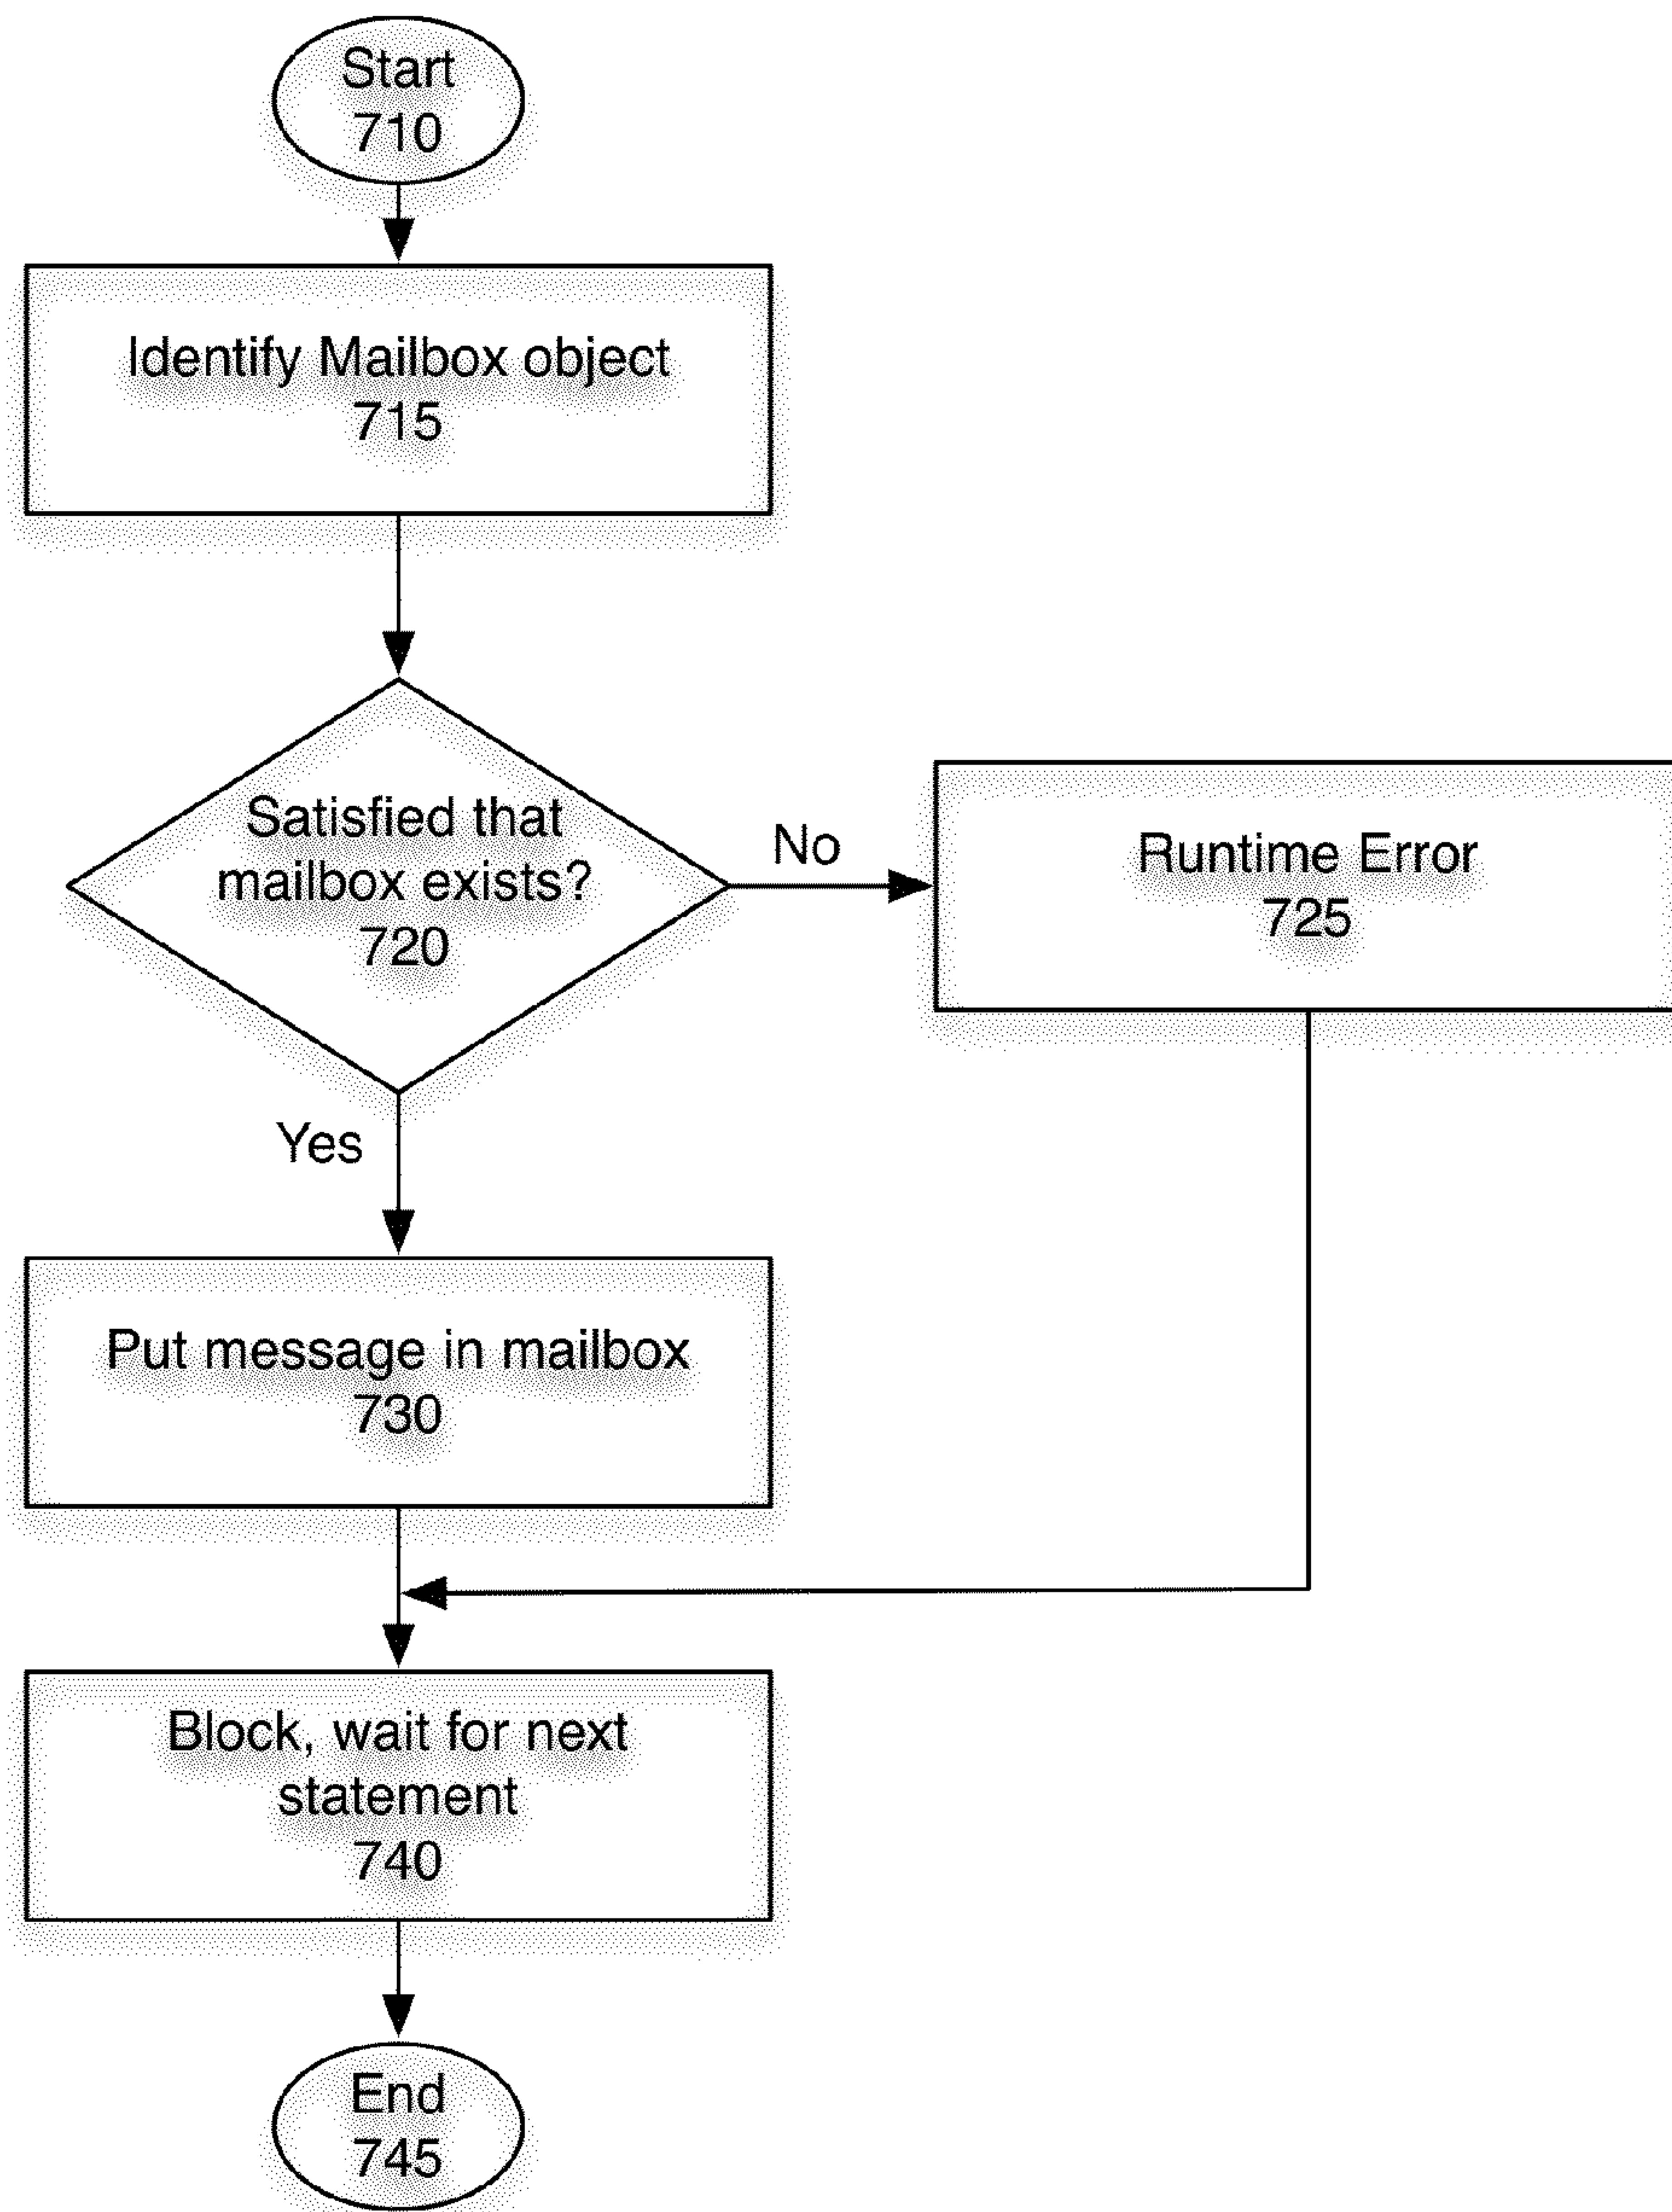 Start
710
Identify Mailbox object
715
Satisfied that
mailbox exists?
720
No
Runtime Error
725
Yes
Put message in mailbox
730
Block, wait for next
statement
740
End
745